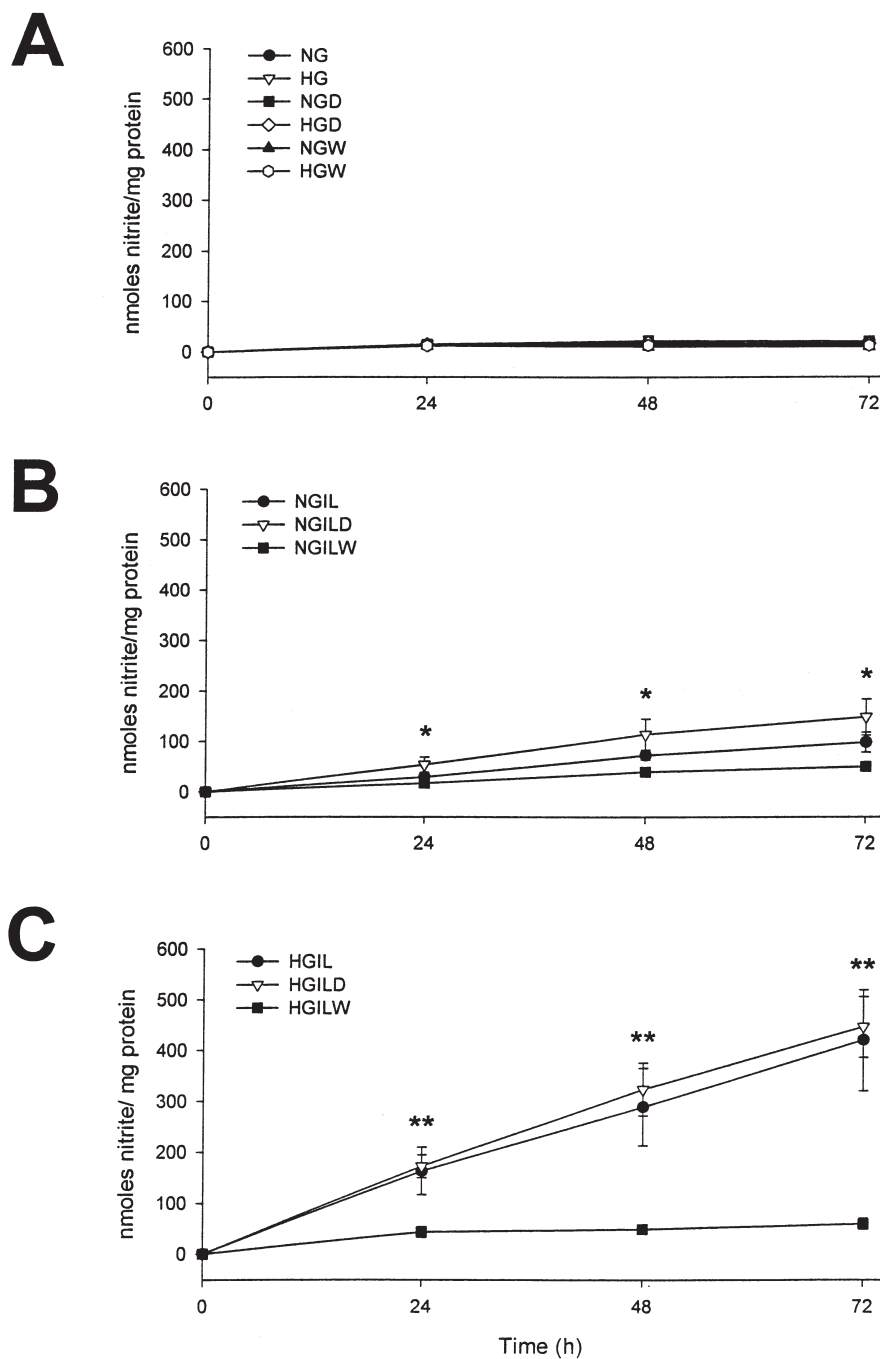 A
nmoles nitrite/mg protein
600
500
400
300
200
100
0
NG
HG
NGD
HGD
NGW
HGW
0 24 48 72
B
nmoles nitrite/mg protein
600
500
400
300
200
100
0
NGIL
NGILD
NGILW
* * *
0 24 48 72
C
nmoles nitrite/ mg protein
600
500
400
300
200
100
0
HGIL
HGILD
HGILW
** ** **
0 24 48 72
Time (h)